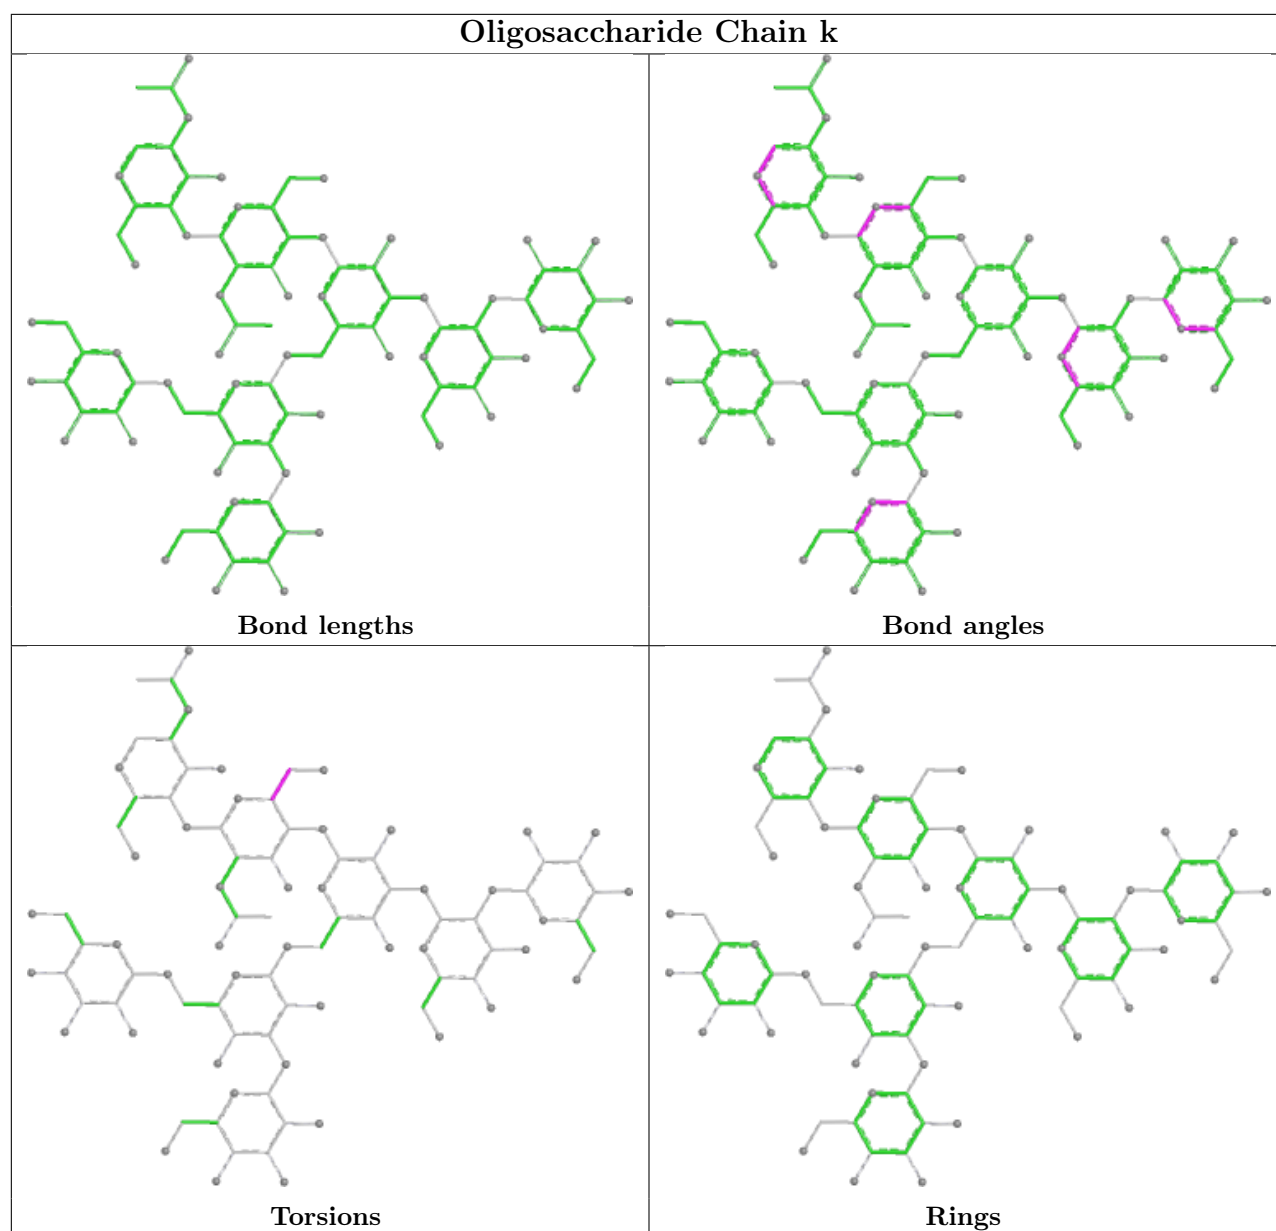 Oligosaccharide Chain k
Bond lengths
Bond angles
Torsions
Rings